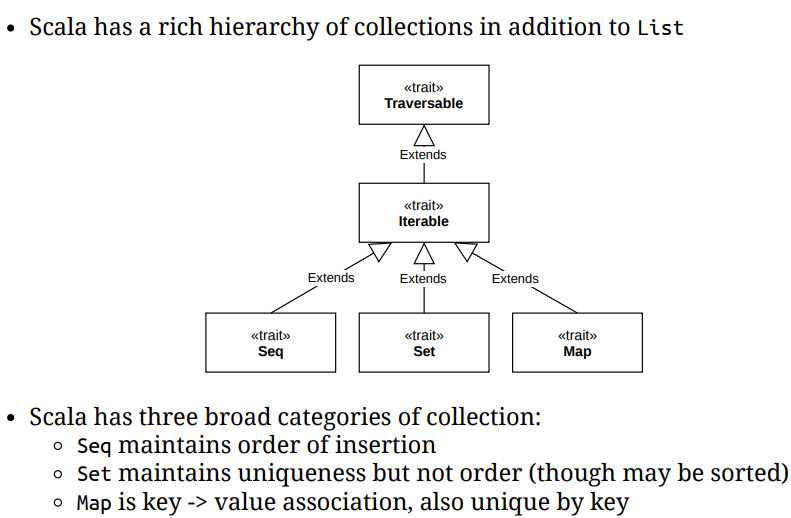 • Scala has a rich hierarchy of collections in addition to List
«trait»
Traversable
Extends
«trait»
Iterable
Extends
Extends
Extends
«trait»
Seq
«trait»
Set
«trait»
Map
• Scala has three broad categories of collection:
◦ Seq maintains order of insertion
◦ Set maintains uniqueness but not order (though may be sorted)
◦ Map is key -> value association, also unique by key